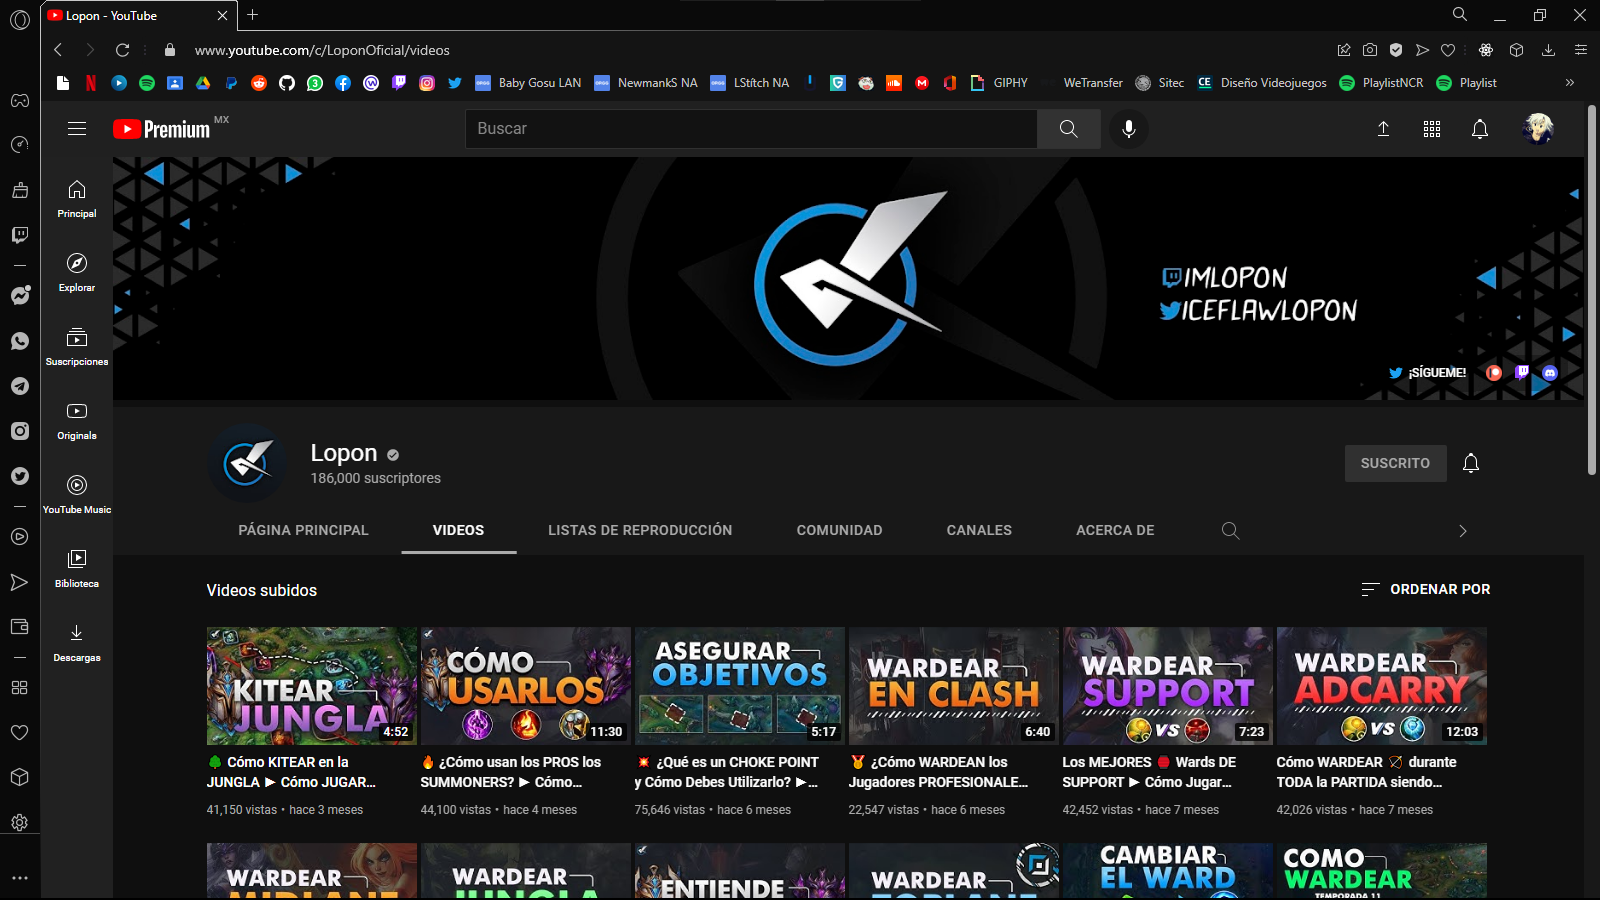 Lopon - YouTube
www.youtube.com/c/LoponOficial/videos
Baby Gosu LAN
NewmankS NA
LStitch NA
GIPHY
WeTransfer
Sitec
CE
Diseño Videojuegos
PlaylistNCR
Playlist
Premium MX
Buscar
Principal
Explorar
Suscripciones
Originals
YouTube Music
Biblioteca
Descargas
IMLOPON
ICEFLAWLOPON
¡SÍGUEME!
Lopon
186,000 suscriptores
SUSCRITO
PÁGINA PRINCIPAL
VIDEOS
LISTAS DE REPRODUCCIÓN
COMUNIDAD
CANALES
ACERCA DE
Videos subidos
ORDENAR POR
KITEAR
JUNGLA
4:52
🌳 Cómo KITEAR en la
JUNGLA ► Cómo JUGAR...
41,150 vistas • hace 3 meses
CÓMO
USARLOS
11:30
🔥 ¿Cómo usan los PROS los
SUMMONERS? ► Cómo...
44,100 vistas • hace 4 meses
ASEGURAR
OBJETIVOS
5:17
💥 ¿Qué es un CHOKE POINT
y Cómo Debes Utilizarlo? ►...
75,646 vistas • hace 6 meses
WARDEAR
EN CLASH
6:40
🏅 ¿Cómo WARDEAN los
Jugadores PROFESIONALE...
22,547 vistas • hace 6 meses
WARDEAR
SUPPORT
VS
7:23
Los MEJORES 🛑 Wards DE
SUPPORT ► Cómo Jugar...
42,452 vistas • hace 7 meses
WARDEAR
ADCARRY
VS
12:03
Cómo WARDEAR 🏹 durante
TODA la PARTIDA siendo...
42,026 vistas • hace 7 meses
WARDEAR
MIDLANE
WARDEAR
JUNGLA
ENTIENDE
WARDEAR
TOPLANE
CAMBIAR
EL WARD
COMO
WARDEAR
TEMPORADA 11